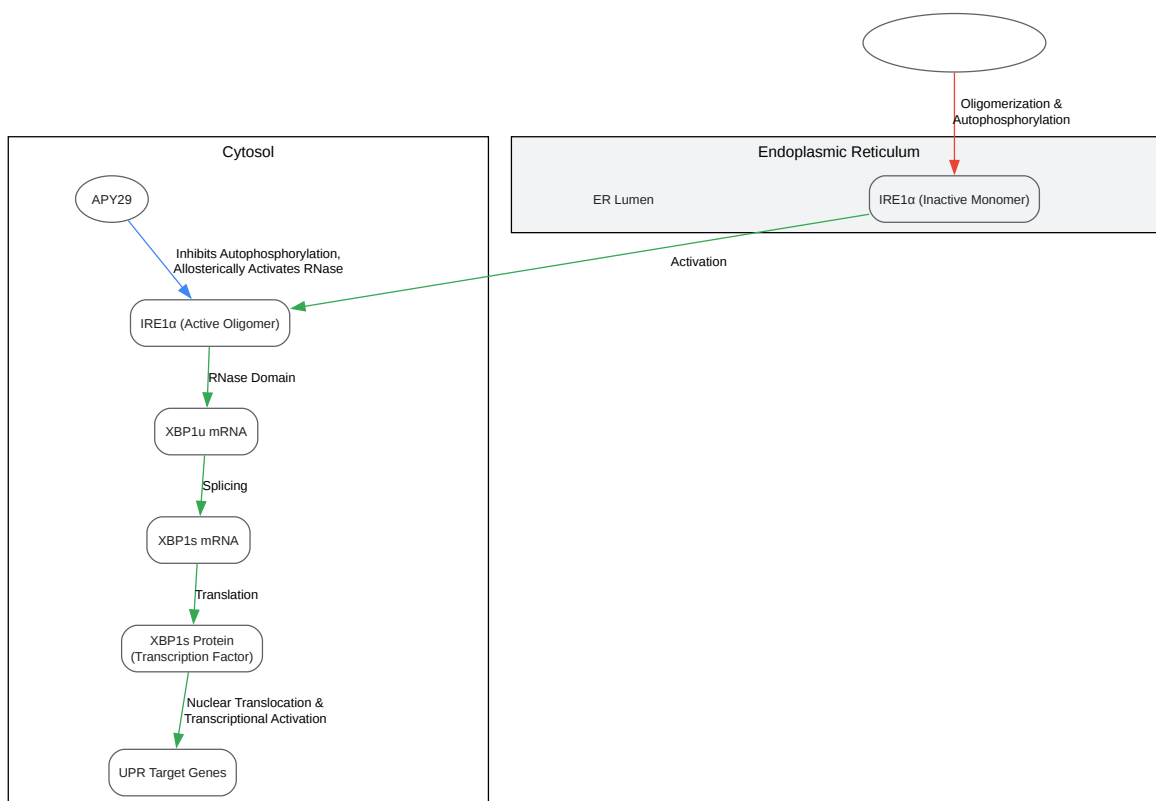 Oligomerization &
Autophosphorylation
Cytosol
Endoplasmic Reticulum
APY29
ER Lumen
IRE1α (Inactive Monomer)
Inhibits Autophosphorylation,
Allosterically Activates RNase
Activation
IRE1α (Active Oligomer)
RNase Domain
XBP1u mRNA
Splicing
XBP1s mRNA
Translation
XBP1s Protein
(Transcription Factor)
Nuclear Translocation &
Transcriptional Activation
UPR Target Genes